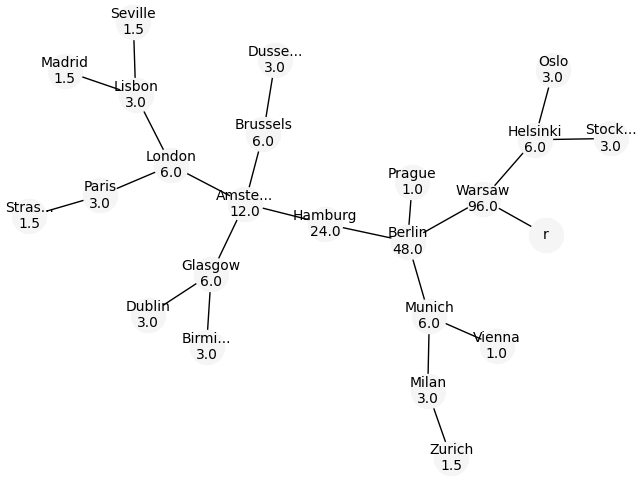 Seville
1.5
Madrid
1.5
Lisbon
3.0
Dusse...
3.0
Oslo
3.0
Brussels
6.0
Helsinki
6.0
Stock...
3.0
London
6.0
Paris
3.0
Stras...
1.5
Amste...
12.0
Prague
1.0
Warsaw
96.0
Hamburg
24.0
Berlin
48.0
r
Glasgow
6.0
Dublin
3.0
Birmi...
3.0
Munich
6.0
Vienna
1.0
Milan
3.0
Zurich
1.5